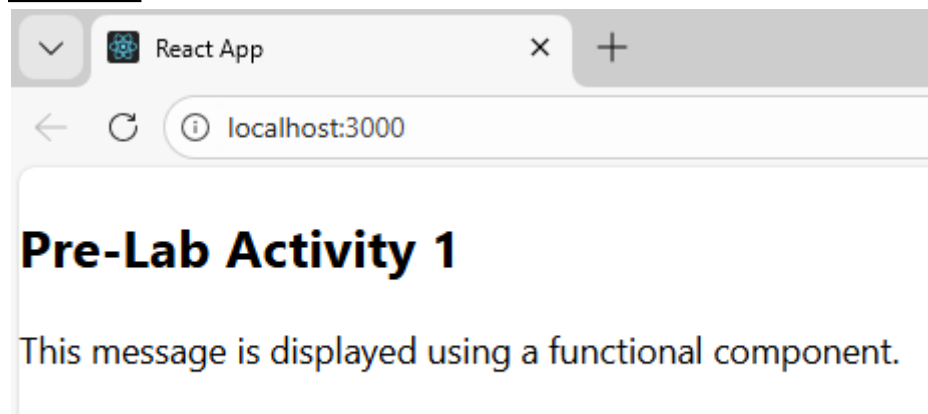 React App
localhost:3000
Pre-Lab Activity 1
This message is displayed using a functional component.